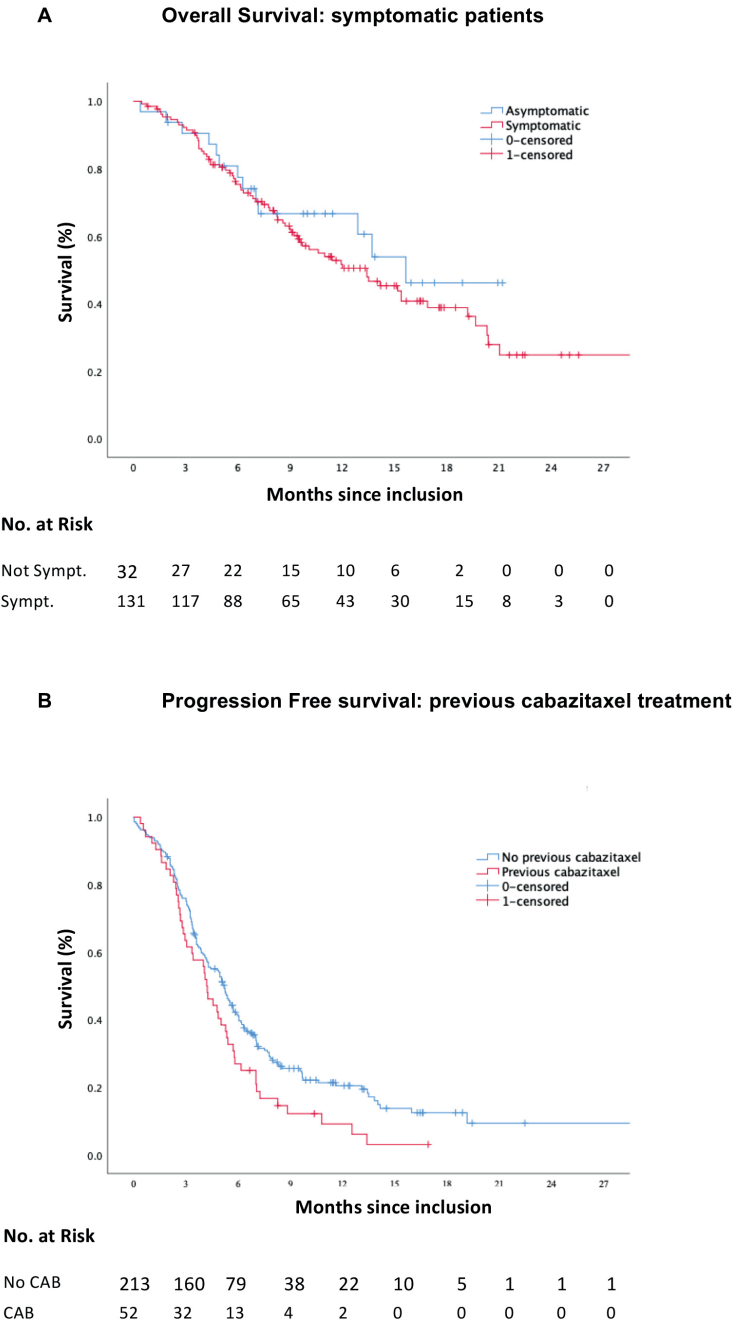 A Overall Survival: symptomatic patients
Asymptomatic
Symptomatic
0-censored
1-censored
1.0
0.8
0.6
0.4
0.2
0.0
Survival (%)
0 3 6 9 12 15 18 21 24 27
Months since inclusion
No. at Risk
Not Sympt. 32 27 22 15 10 6 2 0 0 0
Sympt. 131 117 88 65 43 30 15 8 3 0
B Progression Free survival: previous cabazitaxel treatment
No previous cabazitaxel
Previous cabazitaxel
0-censored
1-censored
1.0
0.8
0.6
0.4
0.2
0.0
Survival (%)
0 3 6 9 12 15 18 21 24 27
Months since inclusion
No. at Risk
No CAB 213 160 79 38 22 10 5 1 1 1
CAB 52 32 13 4 2 0 0 0 0 0